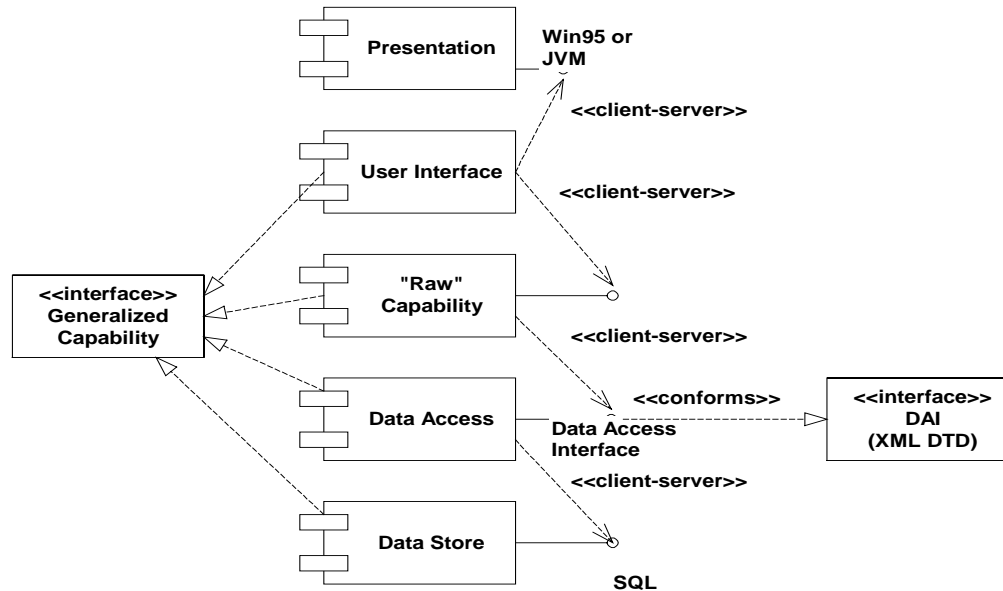 Presentation
Win95 or
JVM
<<client-server>>
User Interface
<<client-server>>
<<interface>>
Generalized
Capability
"Raw"
Capability
<<client-server>>
Data Access
Data Access
Interface
<<conforms>>
<<interface>>
DAI
(XML DTD)
<<client-server>>
Data Store
SQL